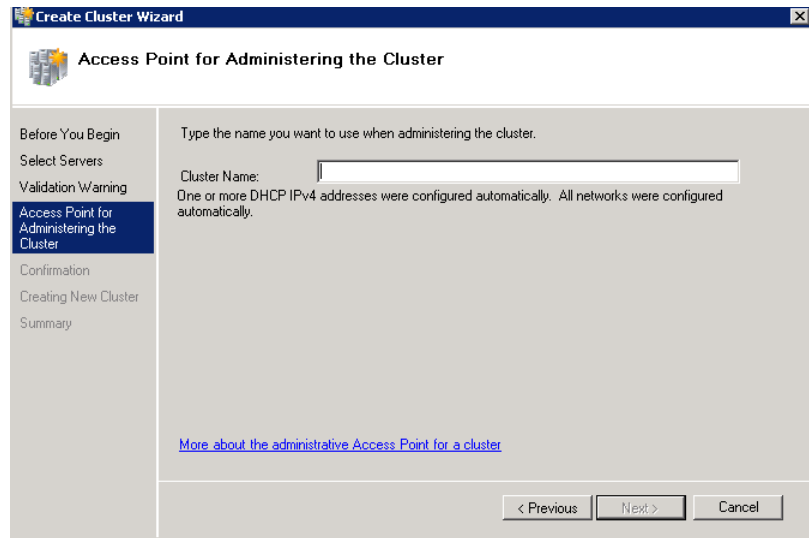 Create Cluster Wizard
Access Point for Administering the Cluster
Before You Begin
Select Servers
Validation Warning
Access Point for
Administering the
Cluster
Confirmation
Creating New Cluster
Summary
Type the name you want to use when administering the cluster.
Cluster Name:
One or more DHCP IPv4 addresses were configured automatically. All networks were configured
automatically.
More about the administrative Access Point for a cluster
< Previous
Next >
Cancel